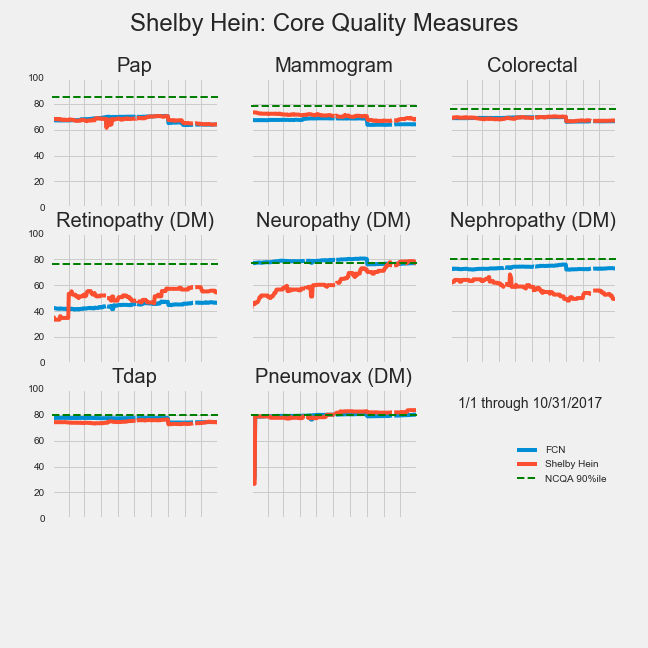 Shelby Hein: Core Quality Measures
Pap
Mammogram
Colorectal
100
80
60
40
20
0
Retinopathy (DM)
Neuropathy (DM)
Nephropathy (DM)
100
80
60
40
20
0
Tdap
Pneumovax (DM)
100
80
60
40
20
0
1/1 through 10/31/2017
FCN
Shelby Hein
NCQA 90%ile